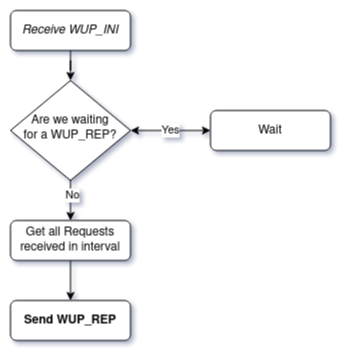 Receive WUP_INI
Are we waiting
for a WUP_REP?
Yes
Wait
No
Get all Requests
received in interval
Send WUP_REP